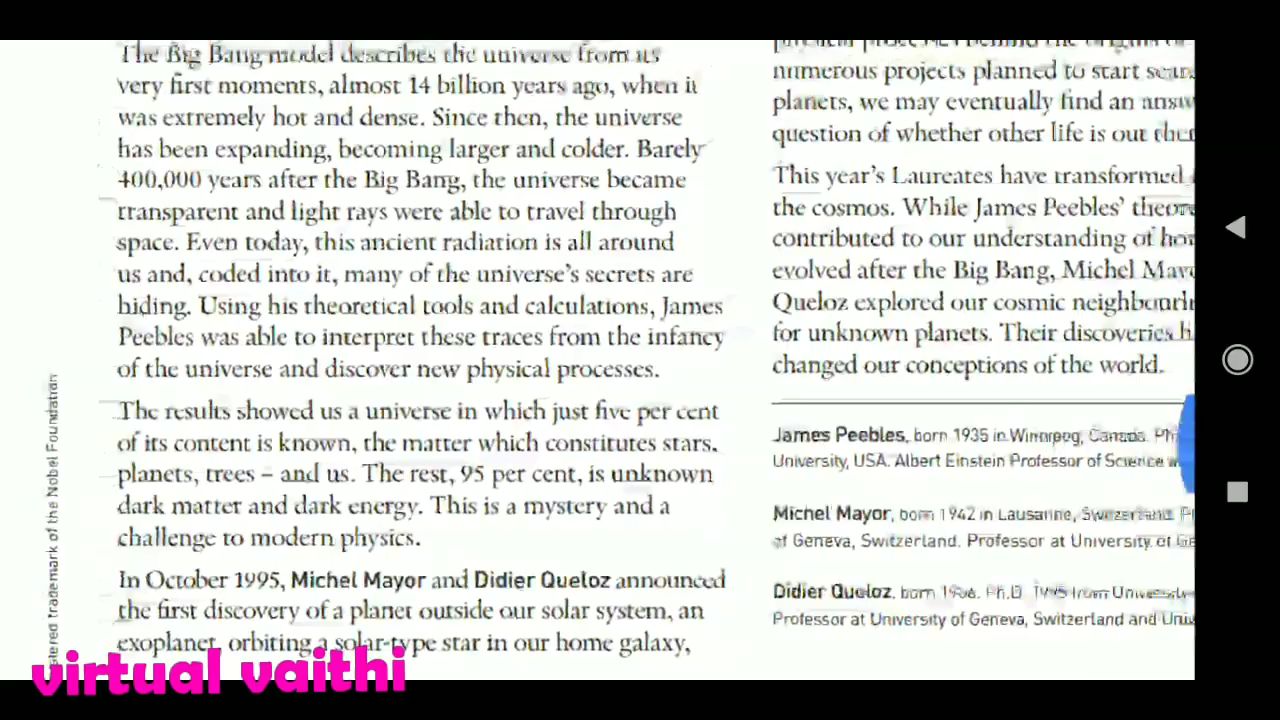 The Big Bang model describes the universe from its
very first moments, almost 14 billion years ago, when it
was extremely hot and dense. Since then, the universe
has been expanding, becoming larger and colder. Barely
400,000 years after the Big Bang, the universe became
transparent and light rays were able to travel through
space. Even today, this ancient radiation is all around
us and, coded into it, many of the universe's secrets are
hiding. Using his theoretical tools and calculations, James
Peebles was able to interpret these traces from the infancy
of the universe and discover new physical processes.
The results showed us a universe in which just five per cent
of its content is known, the matter which constitutes stars,
planets, trees – and us. The rest, 95 per cent, is unknown
dark matter and dark energy. This is a mystery and a
challenge to modern physics.
In October 1995, Michel Mayor and Didier Queloz announced
the first discovery of a planet outside our solar system, an
exoplanet, orbiting a solar-type star in our home galaxy,
behind the origins of
numerous projects planned to start
planets, we may eventually find an
question of whether other life is out
This year's Laureates have transformed
the cosmos. While James Peebles'
contributed to our understanding of
evolved after the Big Bang, Michel
Queloz explored our cosmic
for unknown planets. Their discoveries
changed our conceptions of the world.
James Peebles, born 1935 in Winnipeg, Canada.
University, USA. Albert Einstein Professor of Science
Michel Mayor, born 1942 in Lausanne, Switzerland.
of Geneva, Switzerland. Professor at University of
Didier Queloz, born 1966. Ph.D. 1995 from
Professor at University of Geneva, Switzerland and
trademark of the Nobel Foundation
virtual vaithi